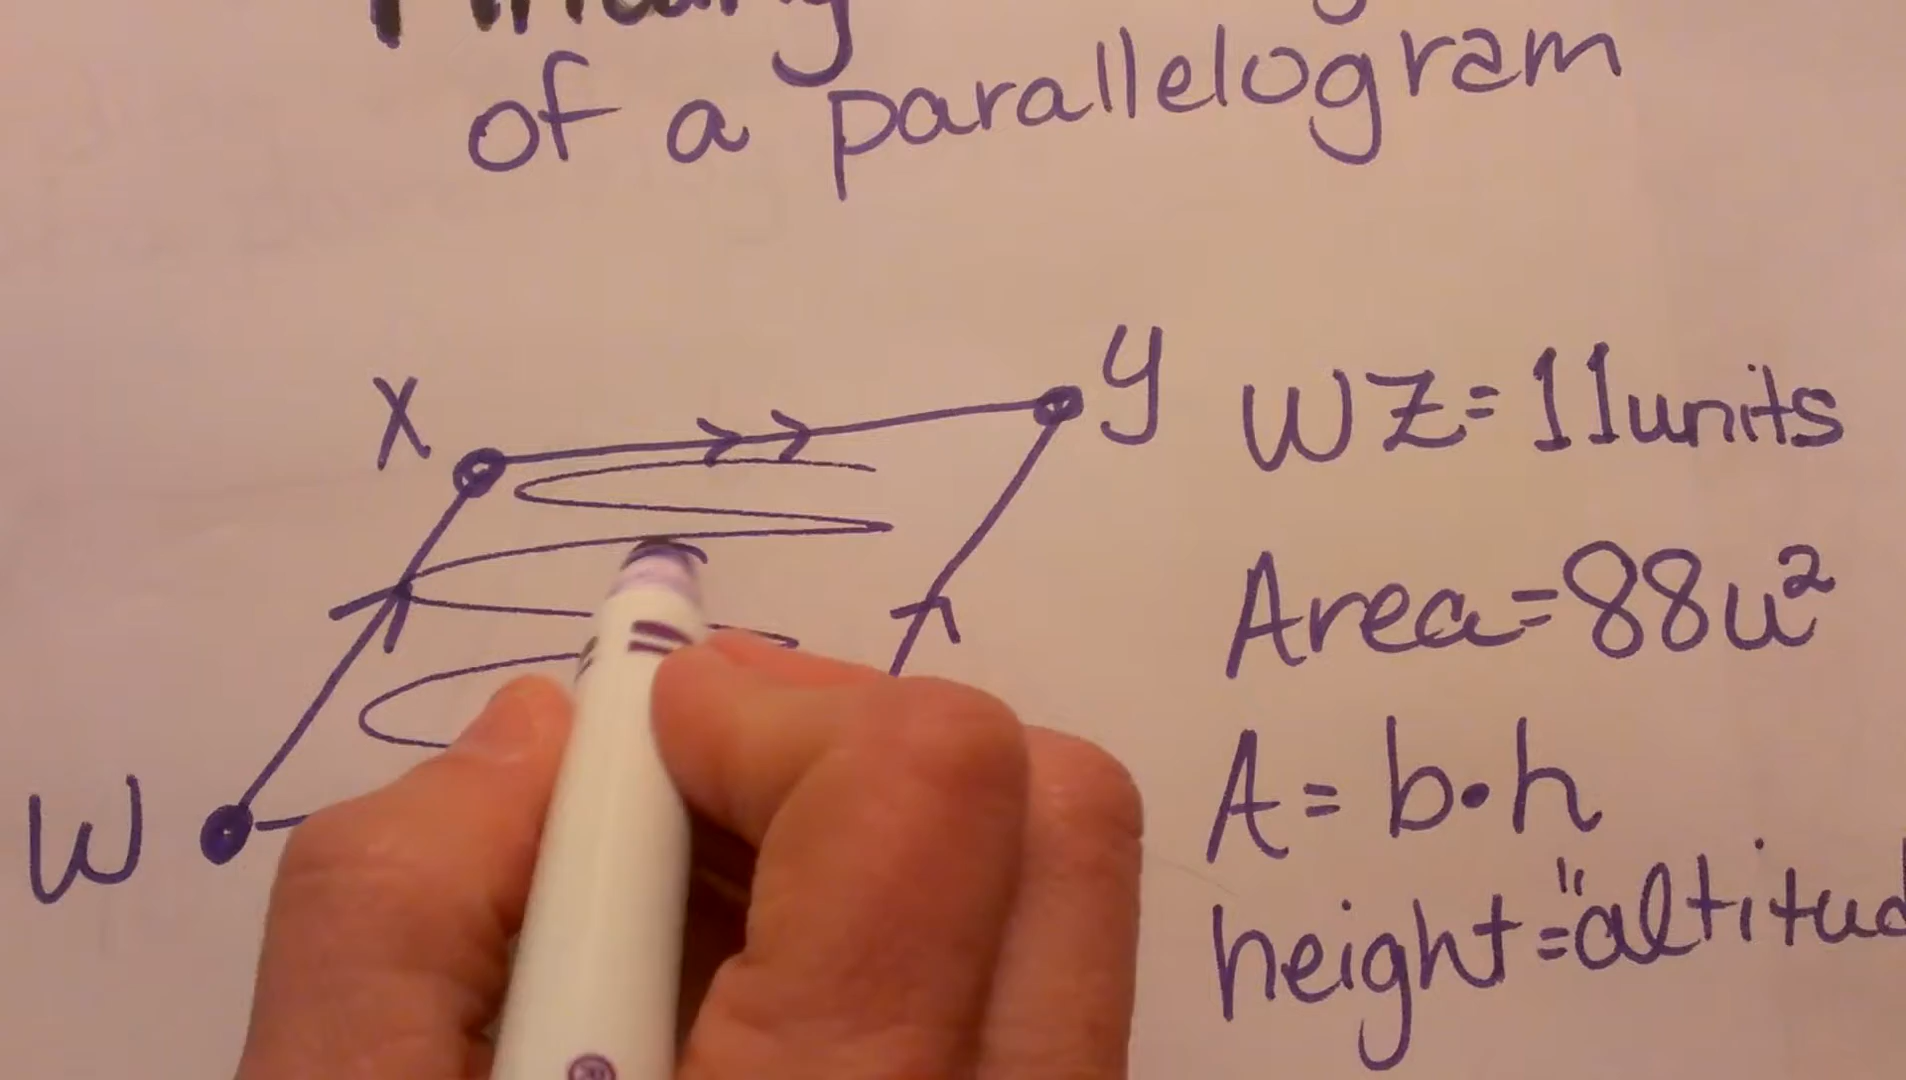 of a parallelogram
X
y
W
WZ=11units
Area=88u²
A= b·h
height="altitud